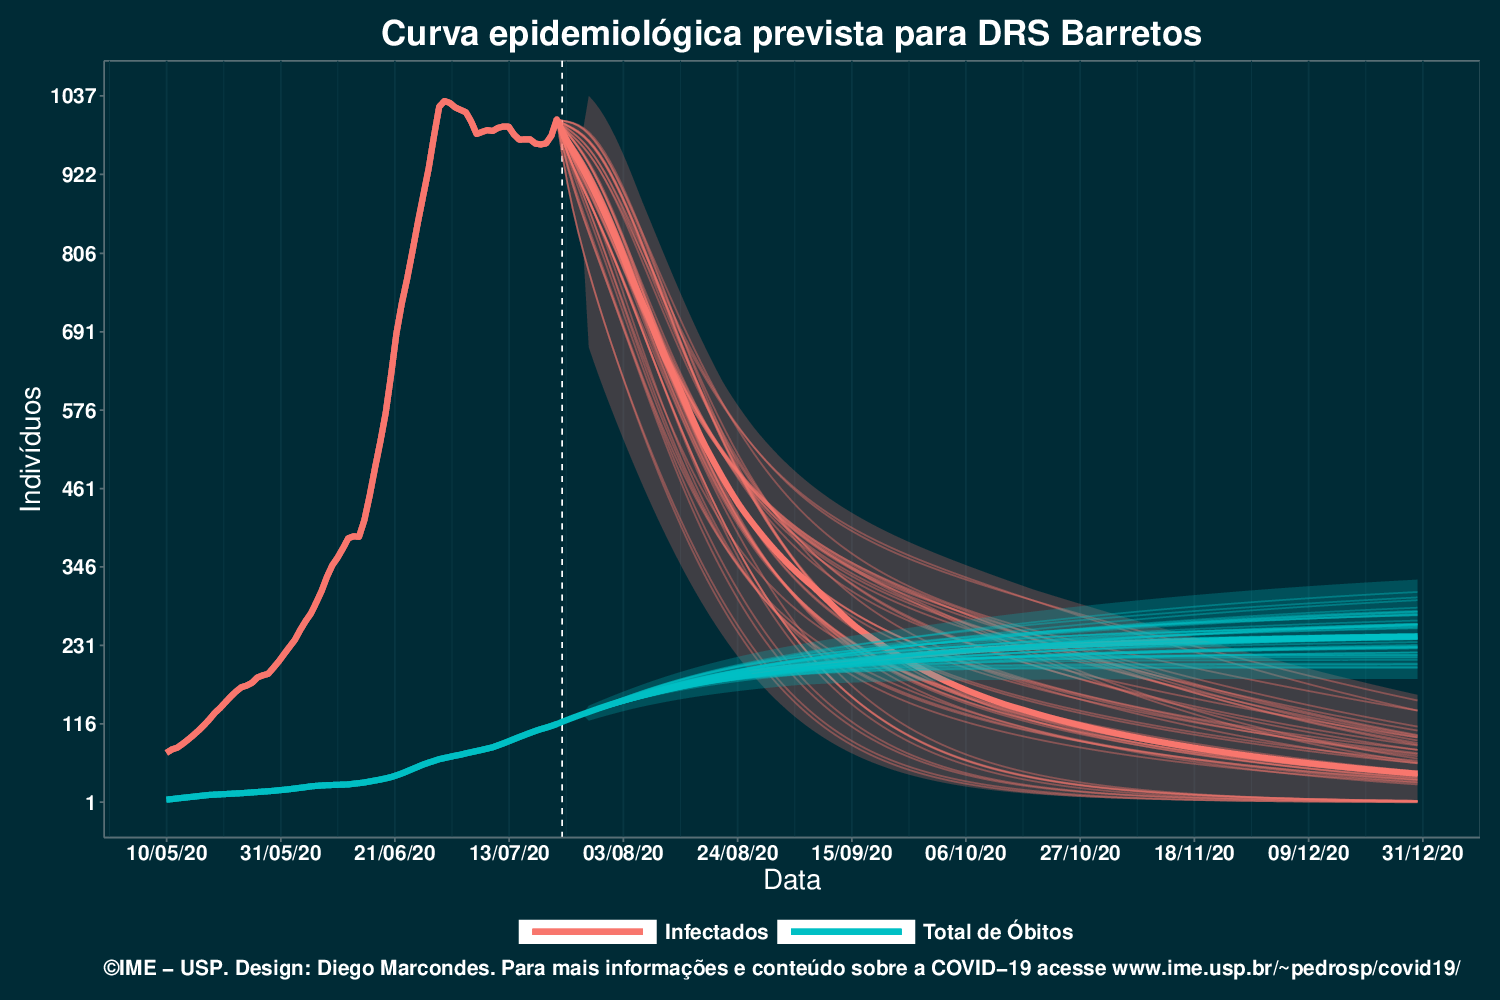 Curva epidemiológica prevista para DRS Barretos
Indivíduos
1037
922
806
691
576
461
346
231
116
1
10/05/20 31/05/20 21/06/20 13/07/20 03/08/20 24/08/20 15/09/20 06/10/20 27/10/20 18/11/20 09/12/20 31/12/20
Data
Infectados Total de Óbitos
©IME − USP. Design: Diego Marcondes. Para mais informações e conteúdo sobre a COVID−19 acesse www.ime.usp.br/~pedrosp/covid19/